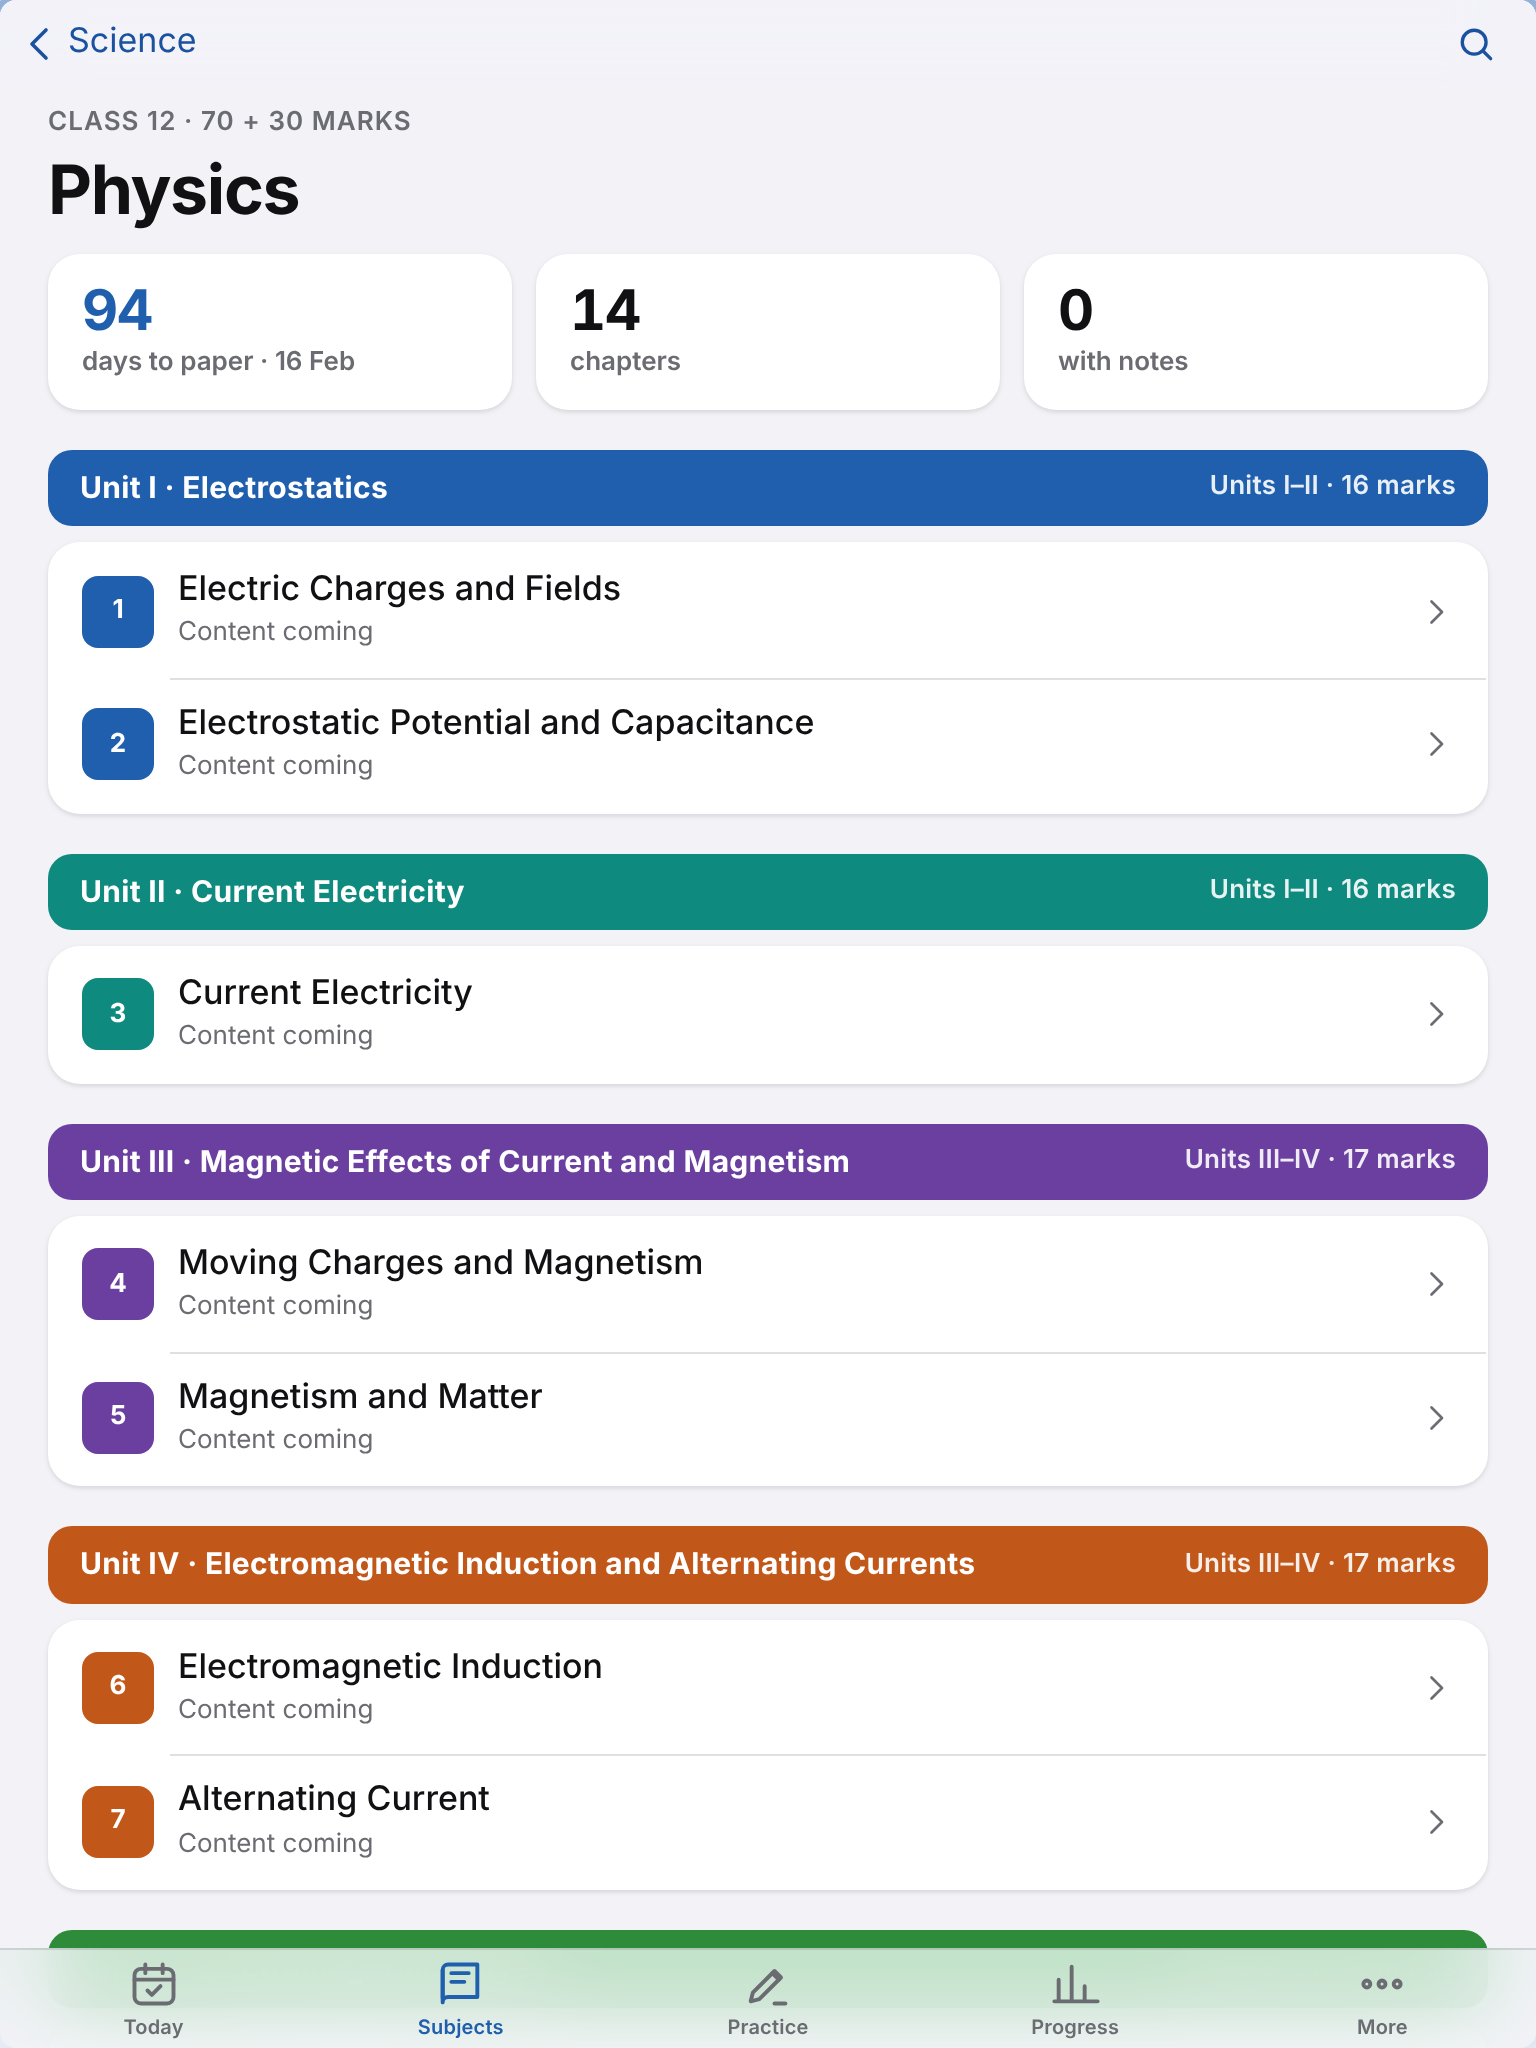 Science
CLASS 12 · 70 + 30 MARKS
Physics
94
days to paper · 16 Feb
14
chapters
0
with notes
Unit I · Electrostatics
Units I–II · 16 marks
1
Electric Charges and Fields
Content coming
2
Electrostatic Potential and Capacitance
Content coming
Unit II · Current Electricity
Units I–II · 16 marks
3
Current Electricity
Content coming
Unit III · Magnetic Effects of Current and Magnetism
Units III–IV · 17 marks
4
Moving Charges and Magnetism
Content coming
5
Magnetism and Matter
Content coming
Unit IV · Electromagnetic Induction and Alternating Currents
Units III–IV · 17 marks
6
Electromagnetic Induction
Content coming
7
Alternating Current
Content coming
Today
Subjects
Practice
Progress
More